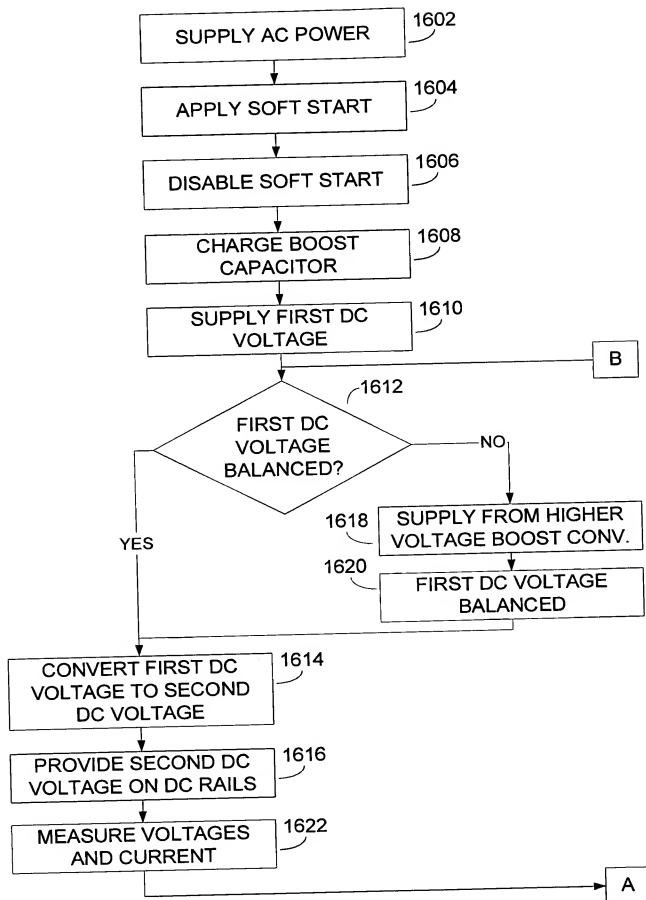 SUPPLY AC POWER
1602
APPLY SOFT START
1604
DISABLE SOFT START
1606
CHARGE BOOST
CAPACITOR
1608
SUPPLY FIRST DC
VOLTAGE
1610
B
1612
FIRST DC
VOLTAGE
BALANCED?
NO
YES
1618
SUPPLY FROM HIGHER
VOLTAGE BOOST CONV.
1620
FIRST DC VOLTAGE
BALANCED
CONVERT FIRST DC
VOLTAGE TO SECOND
DC VOLTAGE
1614
PROVIDE SECOND DC
VOLTAGE ON DC RAILS
1616
MEASURE VOLTAGES
AND CURRENT
1622
A